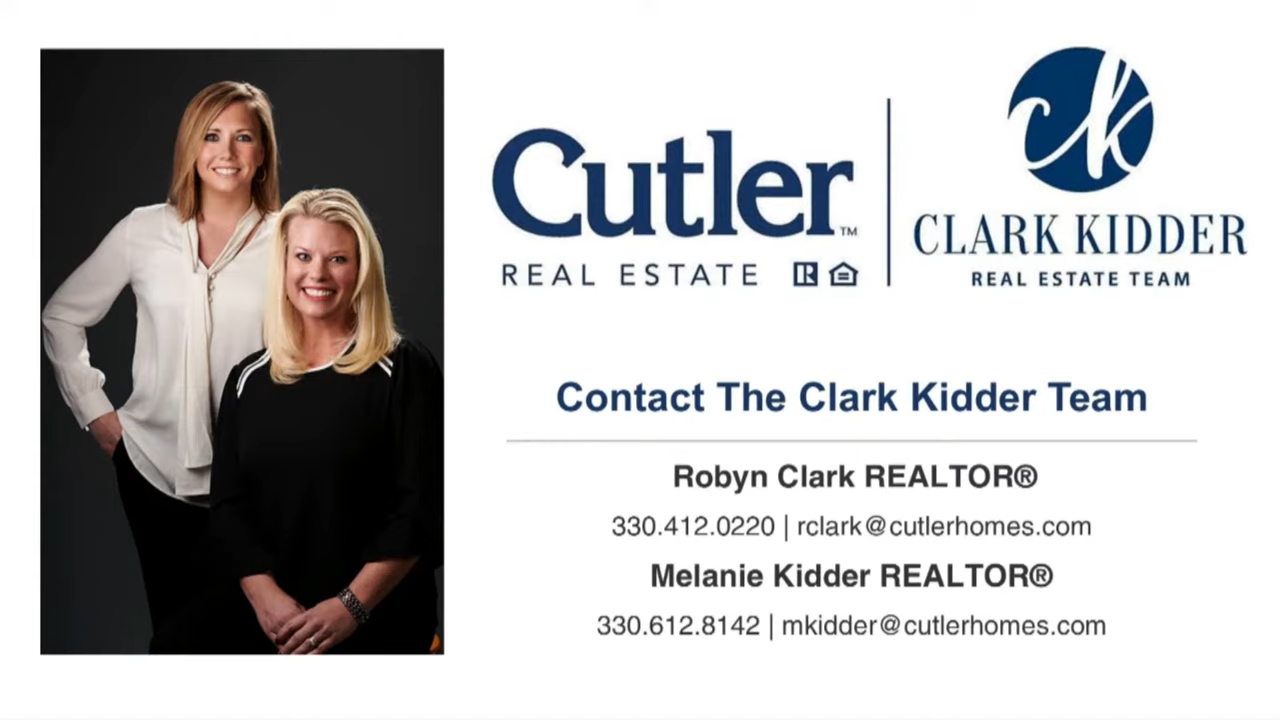 Cutler™
REAL ESTATE
ck
CLARK KIDDER
REAL ESTATE TEAM
Contact The Clark Kidder Team
Robyn Clark REALTOR®
330.412.0220 | rclark@cutlerhomes.com
Melanie Kidder REALTOR®
330.612.8142 | mkidder@cutlerhomes.com